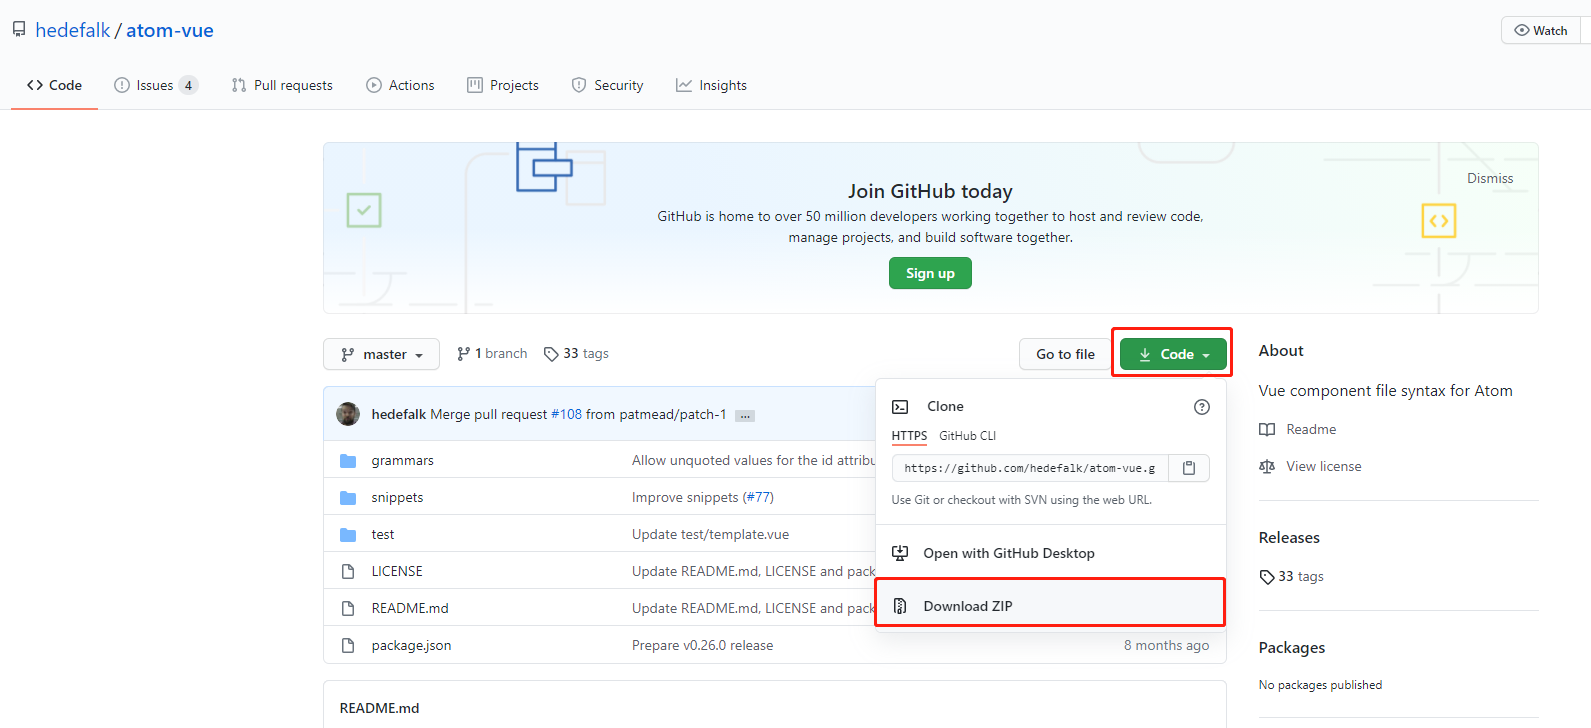 hedefalk / atom-vue
Watch
Code
Issues 4
Pull requests
Actions
Projects
Security
Insights
Dismiss
Join GitHub today
GitHub is home to over 50 million developers working together to host and review code,
manage projects, and build software together.
Sign up
master
1 branch
33 tags
Go to file
Code
hedefalk Merge pull request #108 from patmead/patch-1 ...
grammars
Allow unquoted values for the id attribu
snippets
Improve snippets (#77)
test
Update test/template.vue
LICENSE
Update README.md, LICENSE and pack
README.md
Update README.md, LICENSE and pack
package.json
Prepare v0.26.0 release
8 months ago
Clone
HTTPS
GitHub CLI
https://github.com/hedefalk/atom-vue.g
Use Git or checkout with SVN using the web URL.
Open with GitHub Desktop
Download ZIP
README.md
About
Vue component file syntax for Atom
Readme
View license
Releases
33 tags
Packages
No packages published